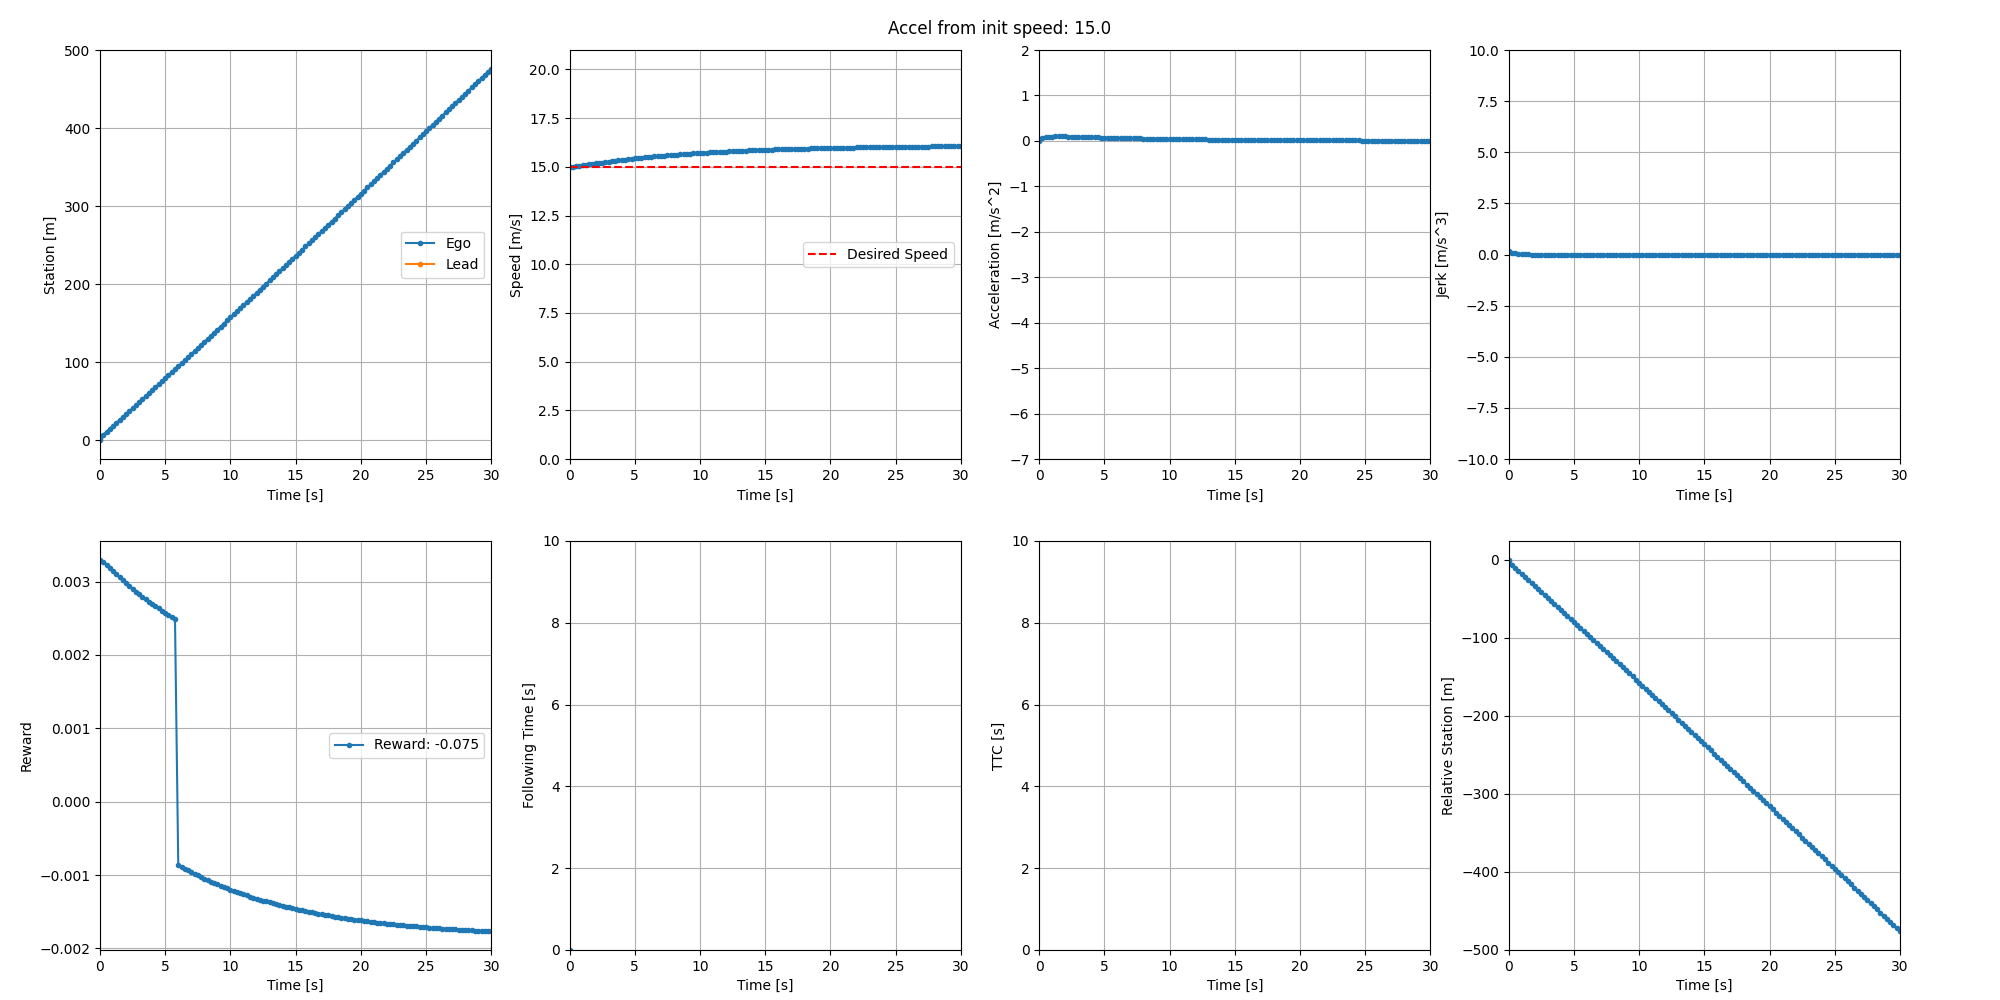 Accel from init speed: 15.0
500
400
300
200
100
0
Station [m]
0 5 10 15 20 25 30
Time [s]
Ego
Lead
20.0
17.5
15.0
12.5
10.0
7.5
5.0
2.5
0.0
Speed [m/s]
0 5 10 15 20 25 30
Time [s]
Desired Speed
2
1
0
−1
−2
−3
−4
−5
−6
−7
Acceleration [m/s^2]
0 5 10 15 20 25 30
Time [s]
10.0
7.5
5.0
2.5
0.0
−2.5
−5.0
−7.5
−10.0
Jerk [m/s^3]
0 5 10 15 20 25 30
Time [s]
0.003
0.002
0.001
0.000
−0.001
−0.002
Reward
0 5 10 15 20 25 30
Time [s]
Reward: -0.075
10
8
6
4
2
0
Following Time [s]
0 5 10 15 20 25 30
Time [s]
10
8
6
4
2
0
TTC [s]
0 5 10 15 20 25 30
Time [s]
0
−100
−200
−300
−400
−500
Relative Station [m]
0 5 10 15 20 25 30
Time [s]